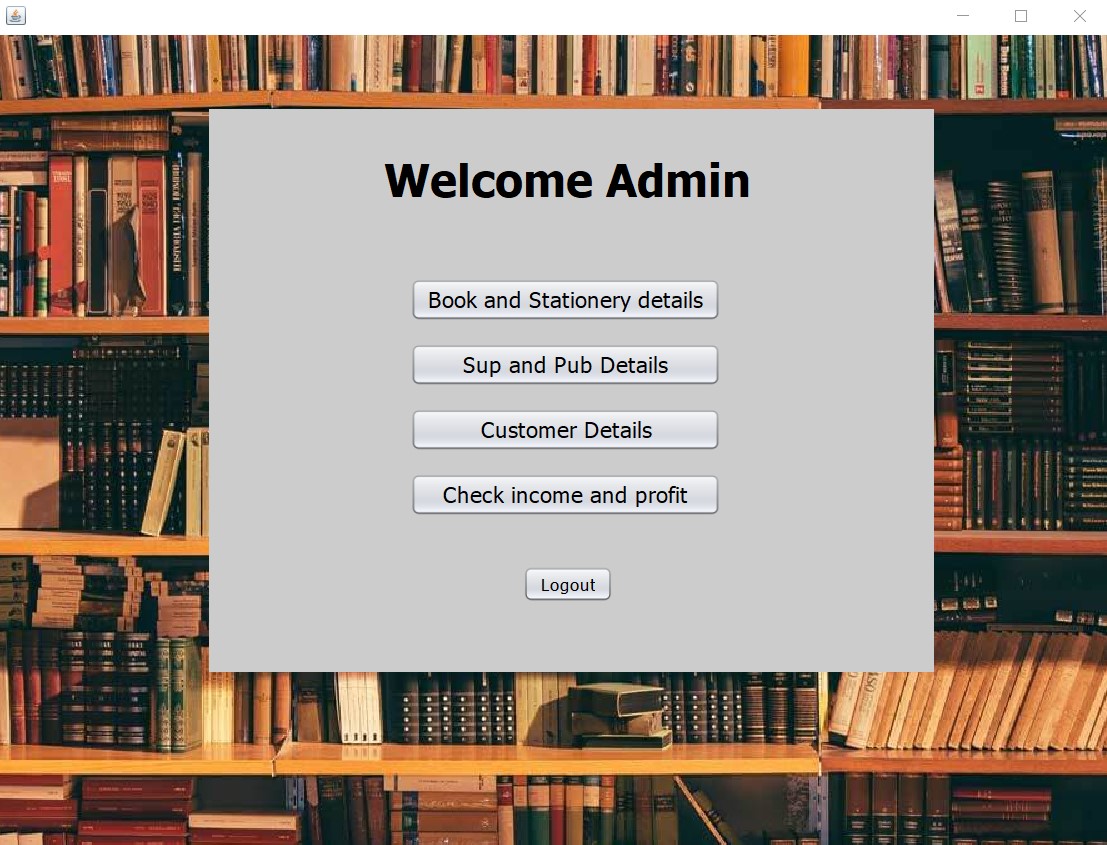 Welcome Admin
Book and Stationery details
Sup and Pub Details
Customer Details
Check income and profit
Logout